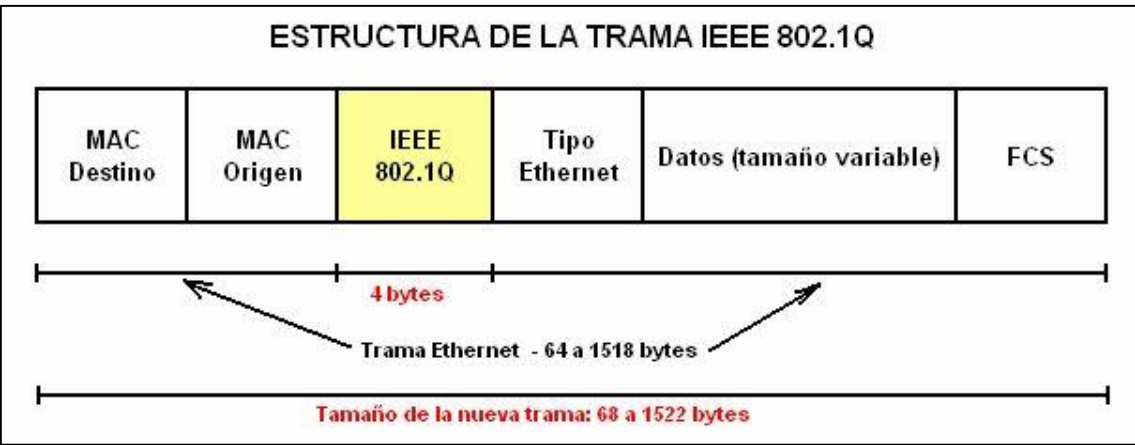 ESTRUCTURA DE LA TRAMA IEEE 802.1Q
MAC
Destino
MAC
Origen
IEEE
802.1Q
Tipo
Ethernet
Datos (tamaño variable)
FCS
4 bytes
Trama Ethernet - 64 a 1518 bytes
Tamaño de la nueva trama: 68 a 1522 bytes